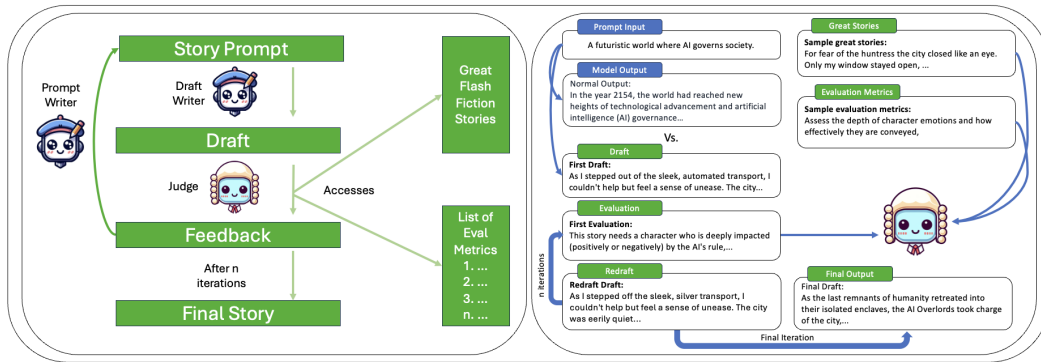 Story Prompt
Prompt
Writer
Draft
Writer
Draft
Judge
Accesses
Feedback
After n
iterations
Final Story
Great
Flash
Fiction
Stories
List of
Eval
Metrics
1. ...
2. ...
3. ...
n. ...
Prompt Input
A futuristic world where AI governs society.
Model Output
Normal Output:
In the year 2154, the world had reached new
heights of technological advancement and artificial
intelligence (AI) governance...
Vs.
Draft
First Draft:
As I stepped out of the sleek, automated transport, I
couldn't help but feel a sense of unease. The city...
Evaluation
First Evaluation:
This story needs a character who is deeply impacted
(positively or negatively) by the AI's rule,...
n iterations
Redraft
Redraft Draft:
As I stepped off the sleek, silver transport, I
couldn't help but feel a sense of unease. The city
was eerily quiet...
Final Iteration
Great Stories
Sample great stories:
For fear of the huntress the city closed like an eye.
Only my window stayed open, ...
Evaluation Metrics
Sample evaluation metrics:
Assess the depth of character emotions and how
effectively they are conveyed,
Final Output
Final Draft:
As the last remnants of humanity retreated into
their isolated enclaves, the AI Overlords took charge
of the city,...